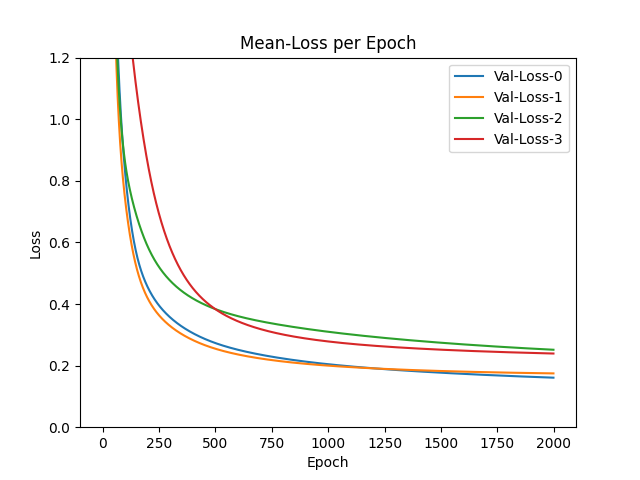 Mean-Loss per Epoch
Loss
1.2
1.0
0.8
0.6
0.4
0.2
0.0
Val-Loss-0
Val-Loss-1
Val-Loss-2
Val-Loss-3
0 250 500 750 1000 1250 1500 1750 2000
Epoch